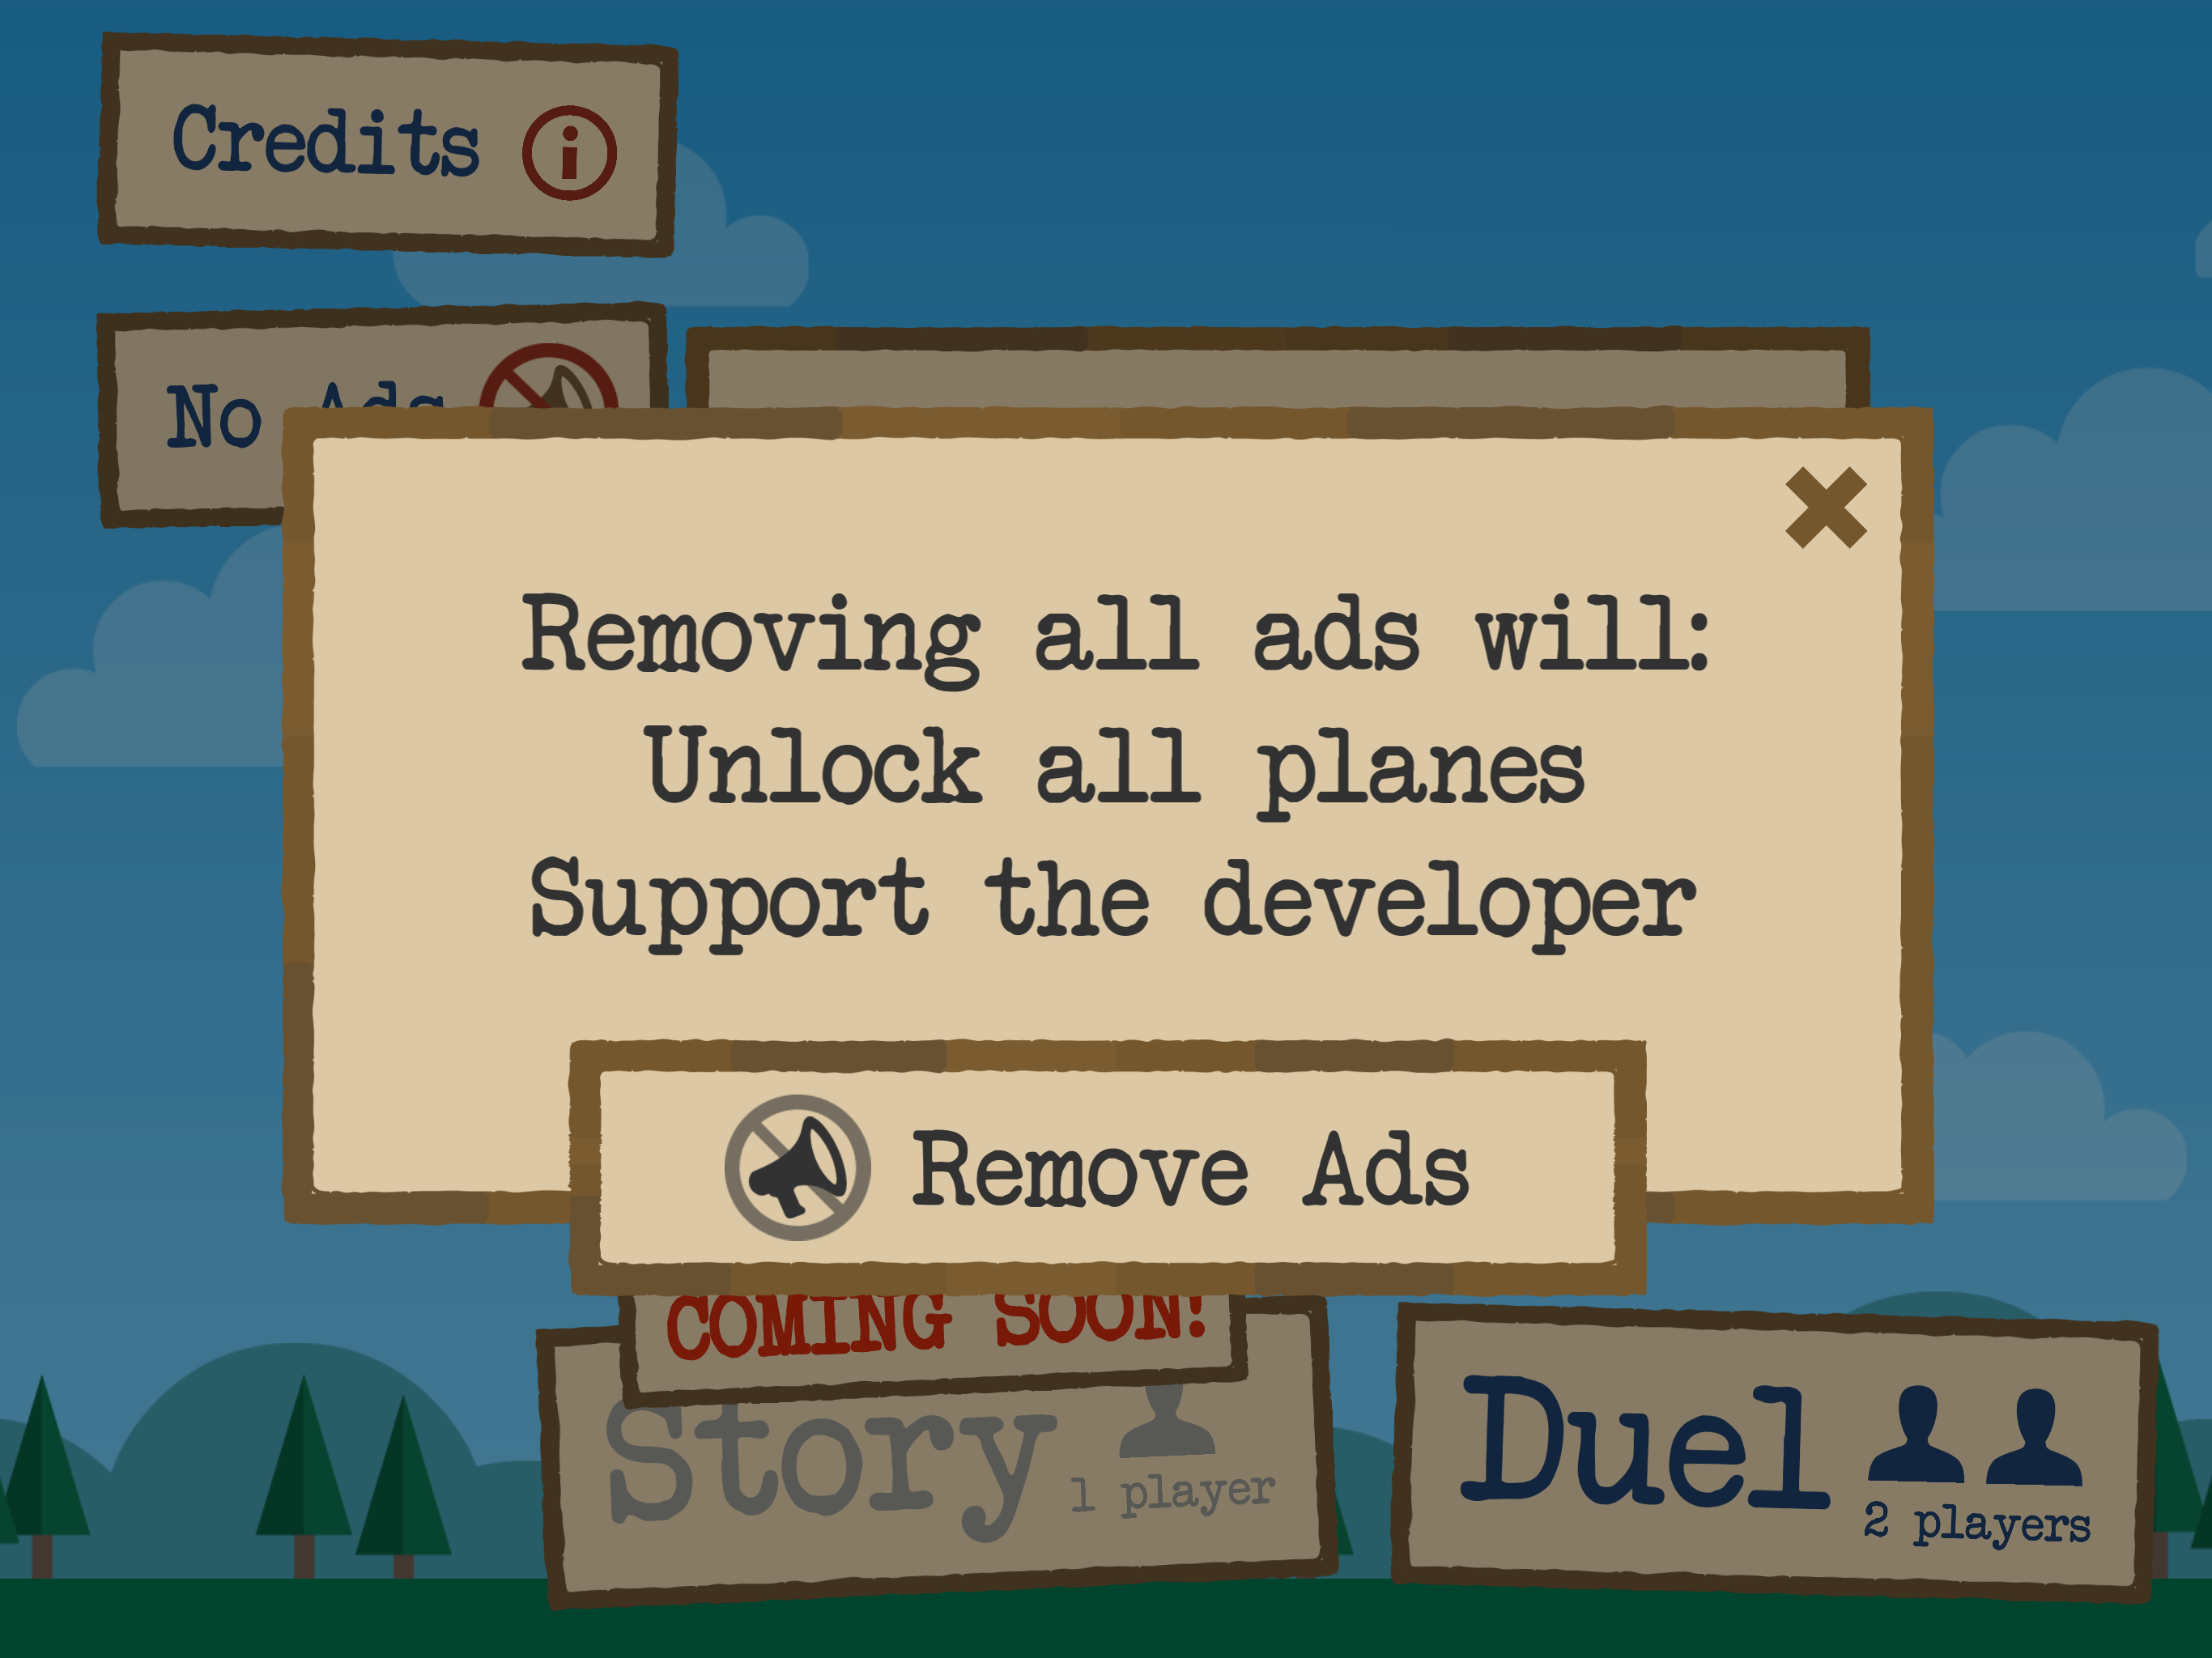 Credits
No Ads
Removing all ads will:
Unlock all planes
Support the developer
Remove Ads
COMING SOON!
Story
1 player
Duel
2 players